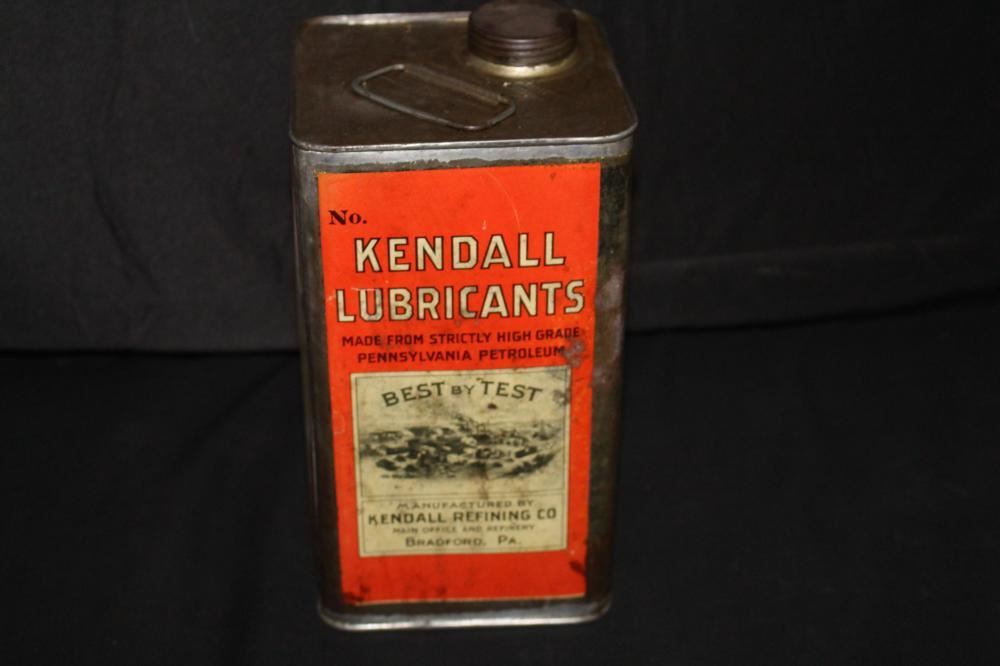 No.
KENDALL
LUBRICANTS
MADE FROM STRICTLY HIGH GRADE
PENNSYLVANIA PETROLEUM
BEST BY TEST
MANUFACTURED BY
KENDALL REFINING CO
MAIN OFFICE AND REFINERY
BRADFORD, PA.